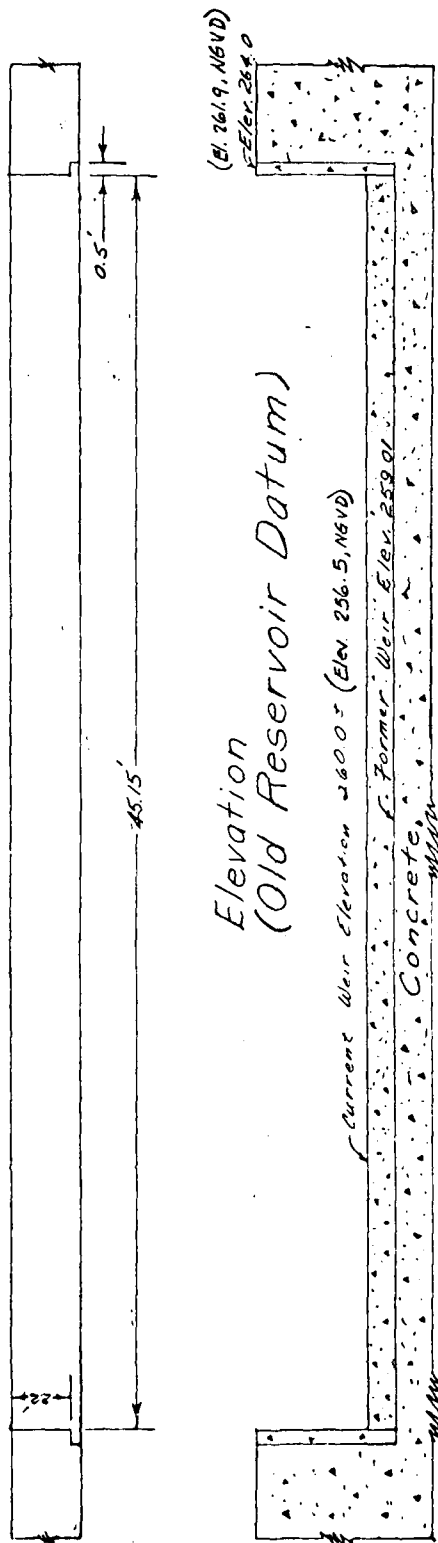 0.5'
45.15'
(El. 261.9, NGVD)
Elev. 264.0
Elevation
(Old Reservoir Datum)
Current Weir Elevation 260.0± (Elev. 256.5, NGVD)
Former Weir Elev. 259.01
Concrete